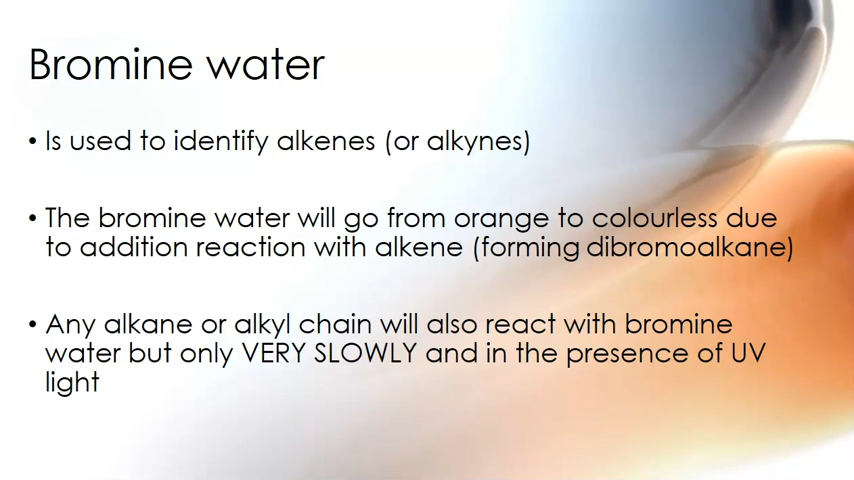 Bromine water
• Is used to identify alkenes (or alkynes)
• The bromine water will go from orange to colourless due
to addition reaction with alkene (forming dibromoalkane)
• Any alkane or alkyl chain will also react with bromine
water but only VERY SLOWLY and in the presence of UV
light